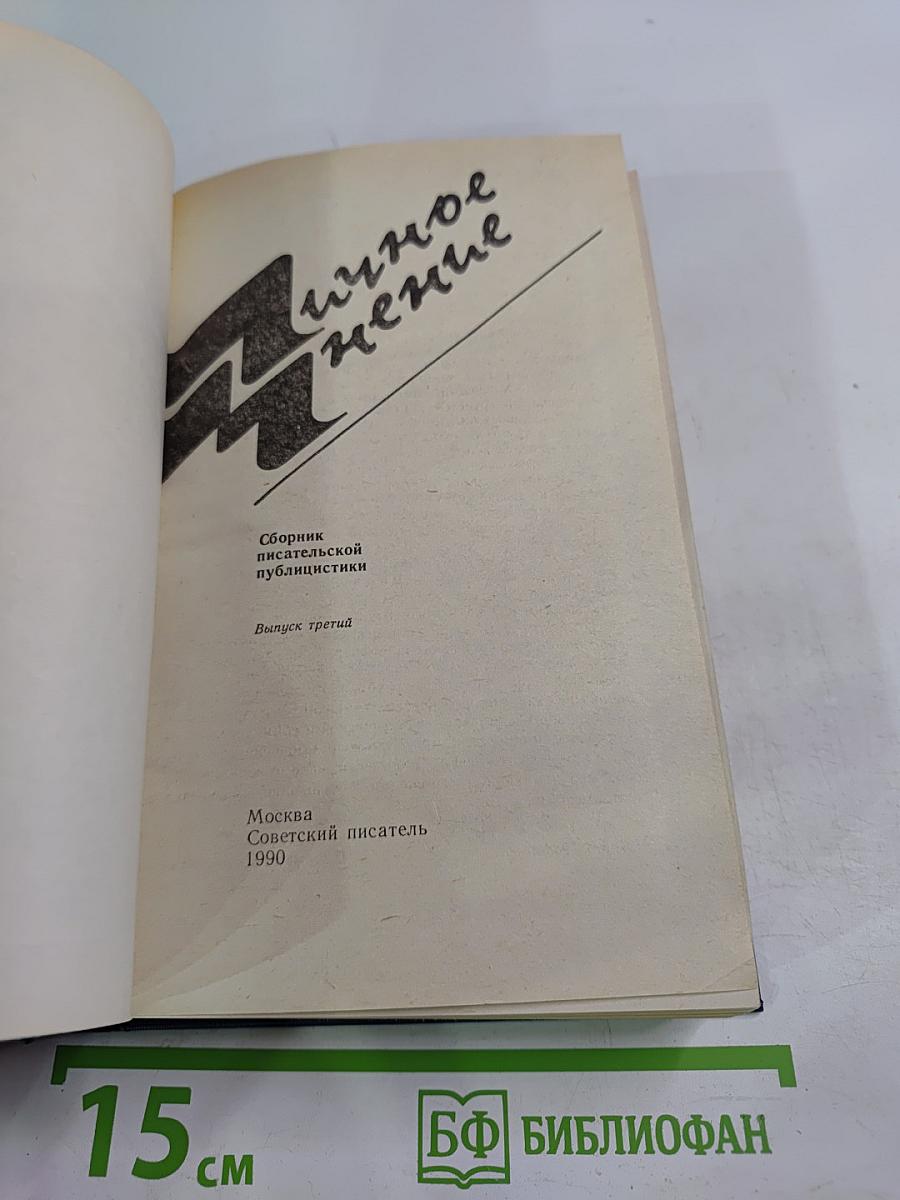 Личное
мнение
Сборник
писательской
публицистики
Выпуск третий
Москва
Советский писатель
1990
15 см
БФ БИБЛИОФАН